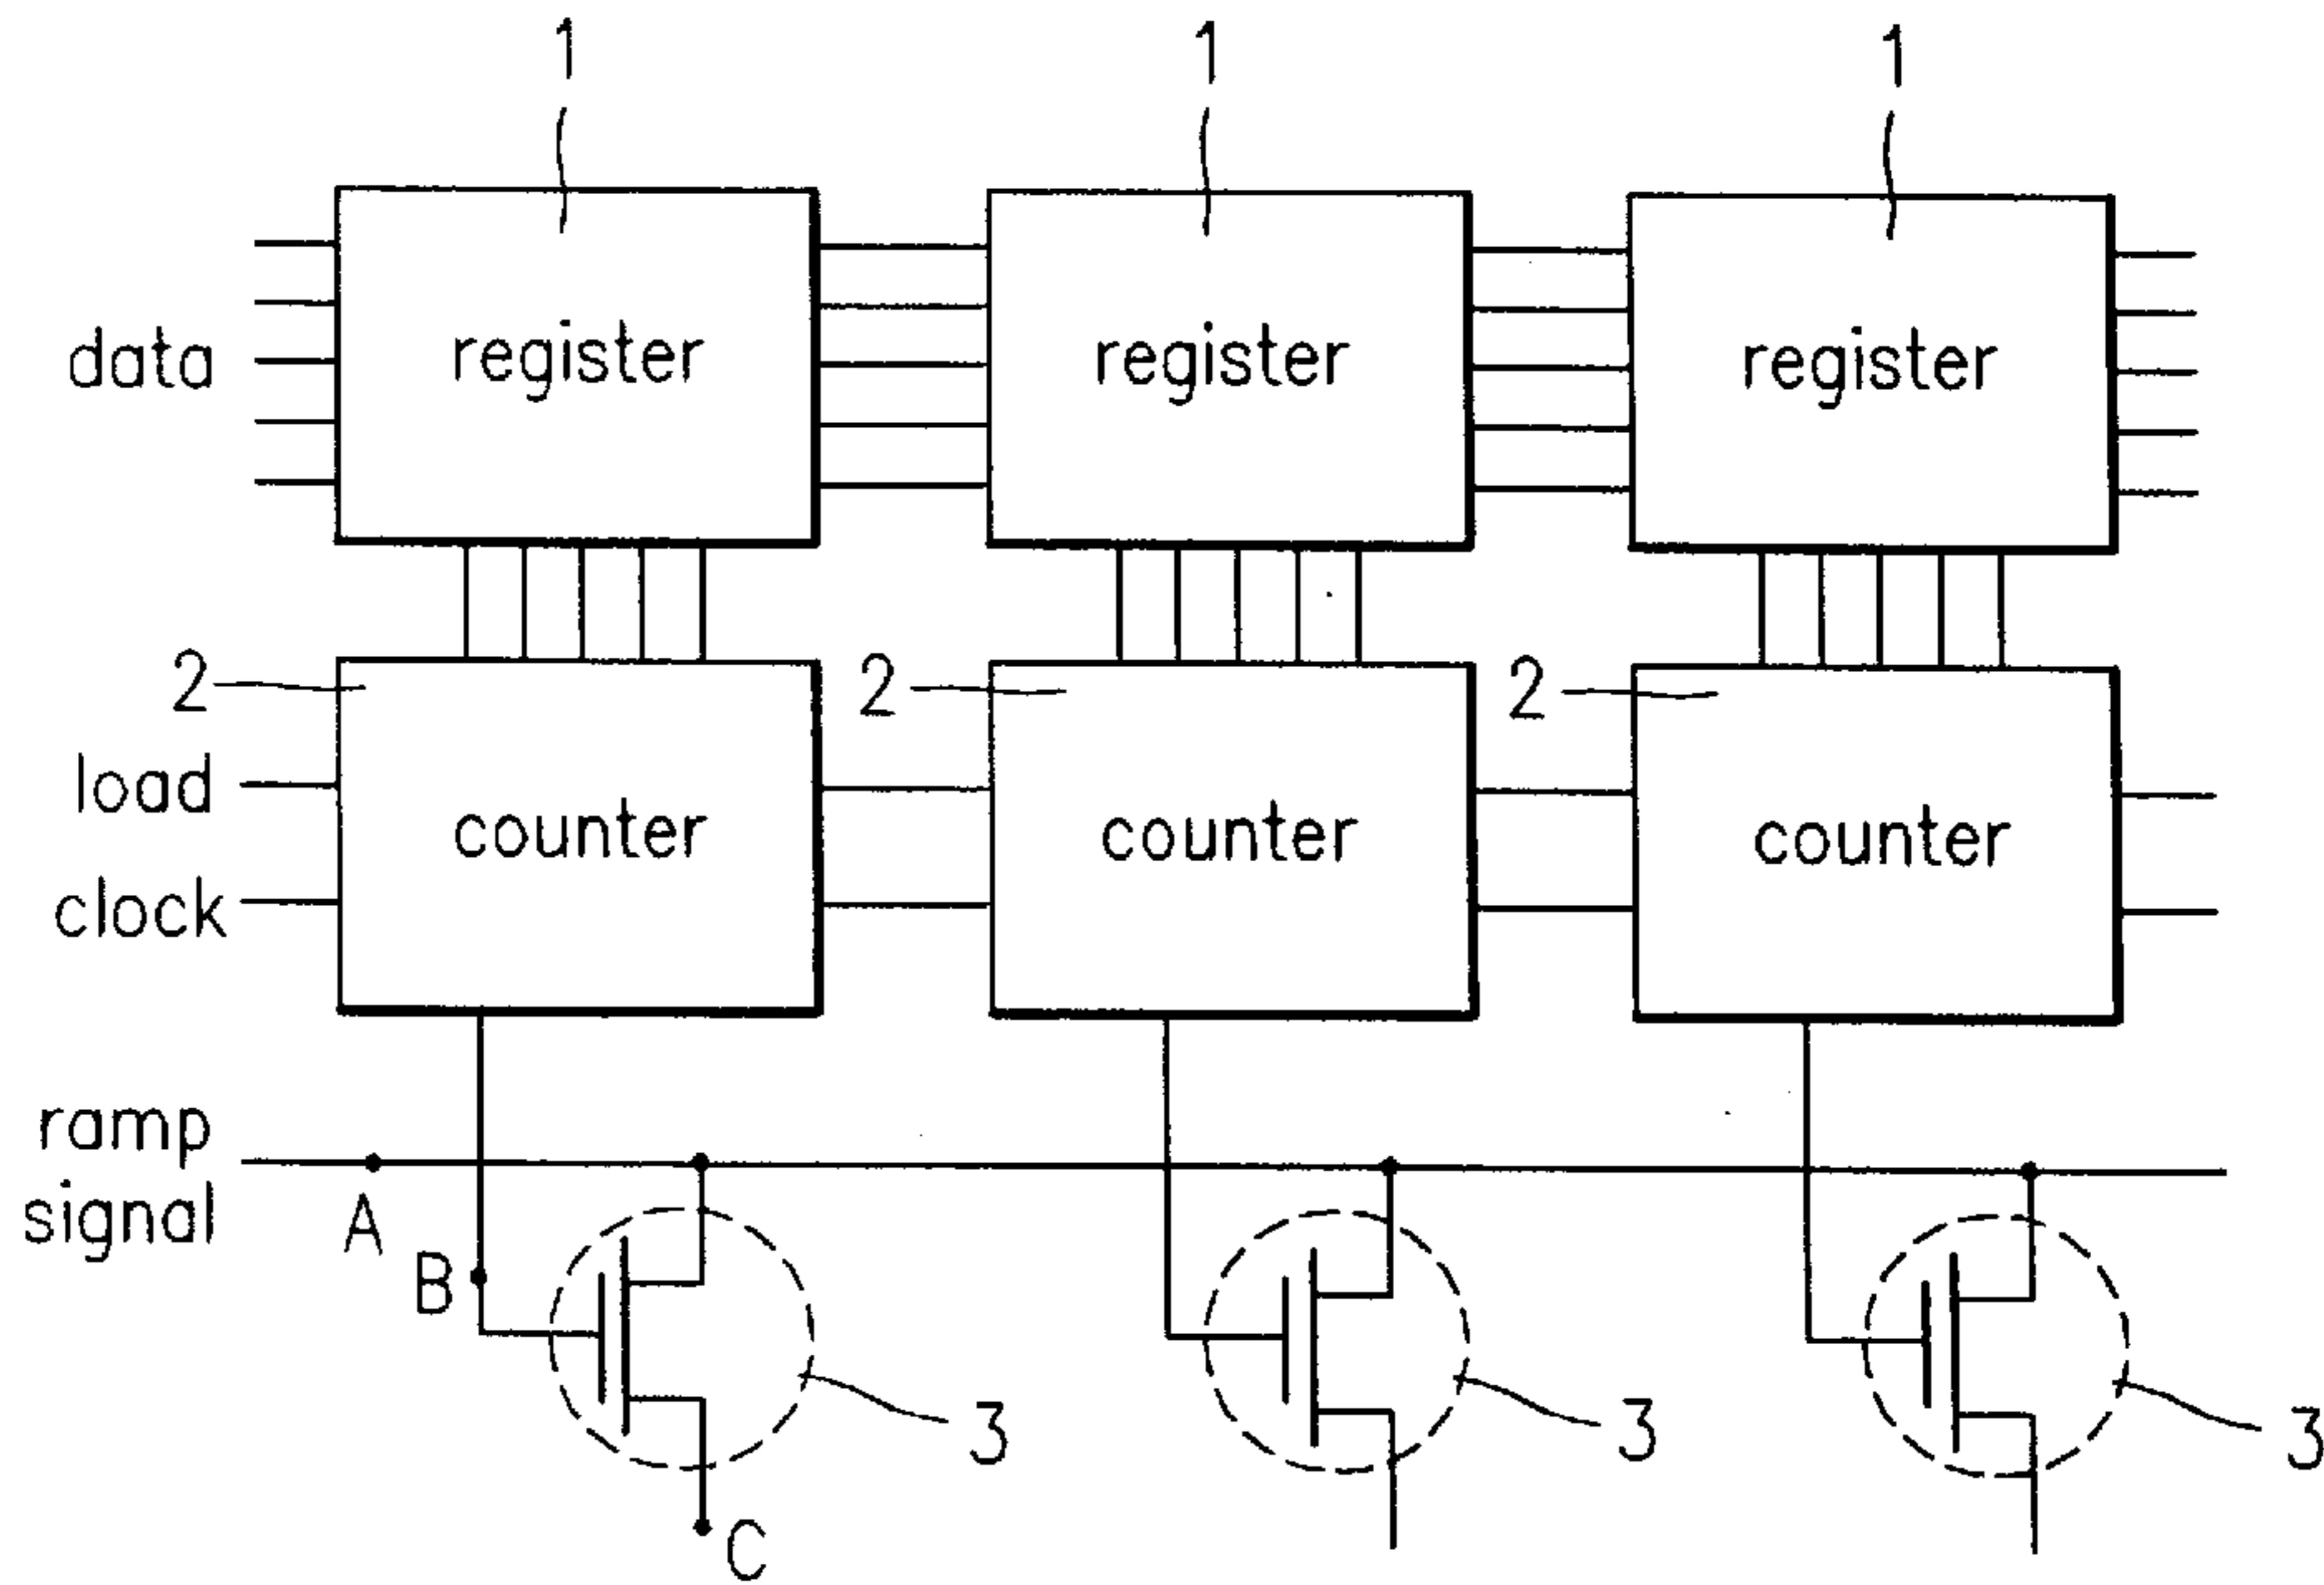 1 1 1
data register register register
2 2 2
load
counter counter counter
clock
ramp
signal
A
B
3 3 3
C